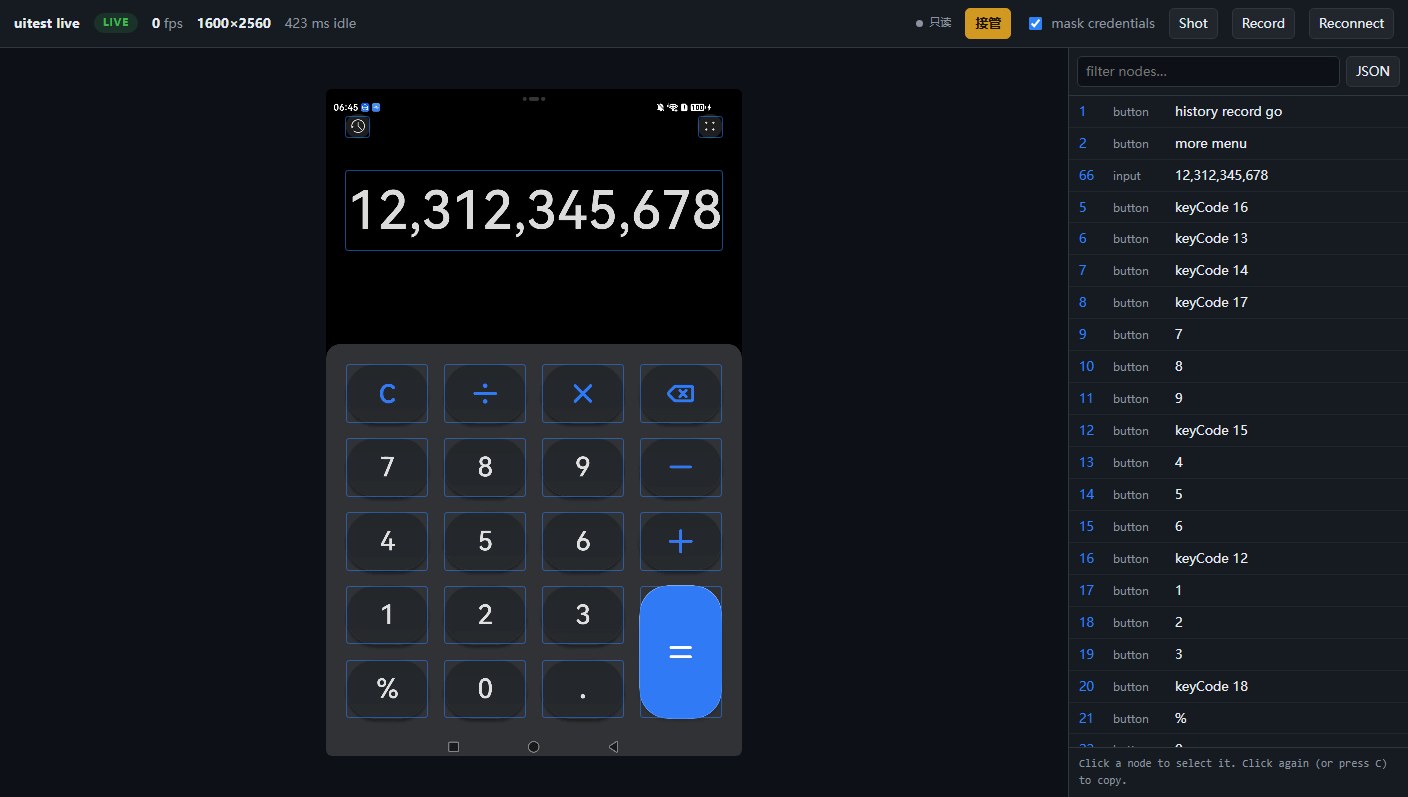 uitest live LIVE 0 fps 1600×2560 423 ms idle 只读 接管 mask credentials Shot Record Reconnect
filter nodes... JSON
06:45
12,312,345,678
C ÷ ×
7 8 9 −
4 5 6 +
1 2 3 =
% 0 .
1 button history record go
2 button more menu
66 input 12,312,345,678
5 button keyCode 16
6 button keyCode 13
7 button keyCode 14
8 button keyCode 17
9 button 7
10 button 8
11 button 9
12 button keyCode 15
13 button 4
14 button 5
15 button 6
16 button keyCode 12
17 button 1
18 button 2
19 button 3
20 button keyCode 18
21 button %
Click a node to select it. Click again (or press C)
to copy.